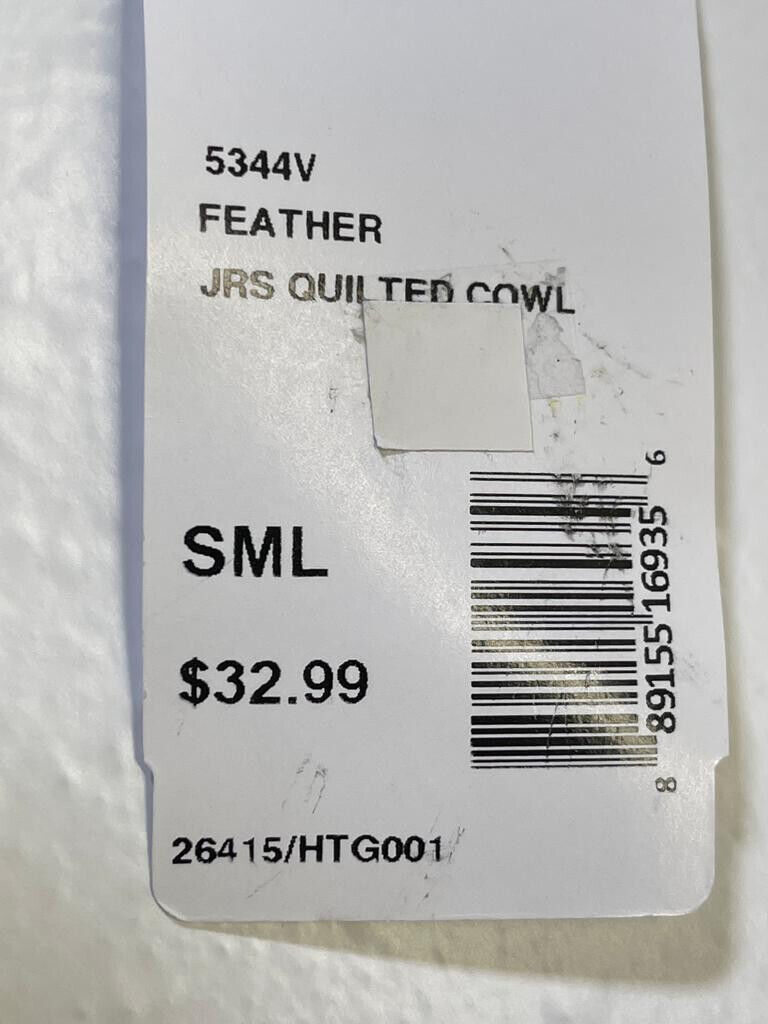 5344V
FEATHER
JRS QUILTED COWL
SML
$32.99
8 89155 16935 6
26415/HTG001